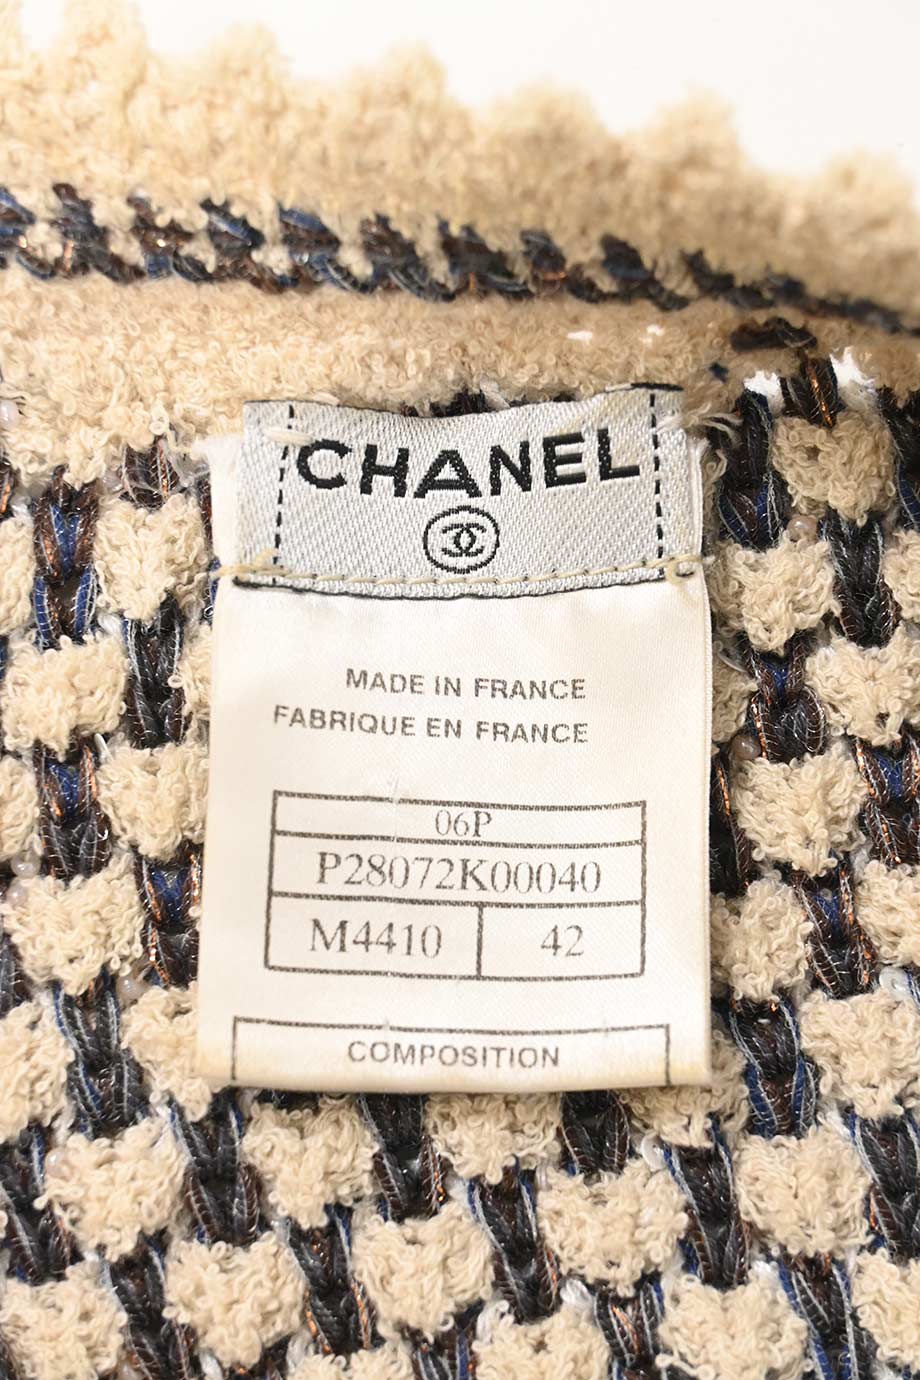 CHANEL
MADE IN FRANCE
FABRIQUE EN FRANCE
06P
P28072K00040
M4410 42
COMPOSITION